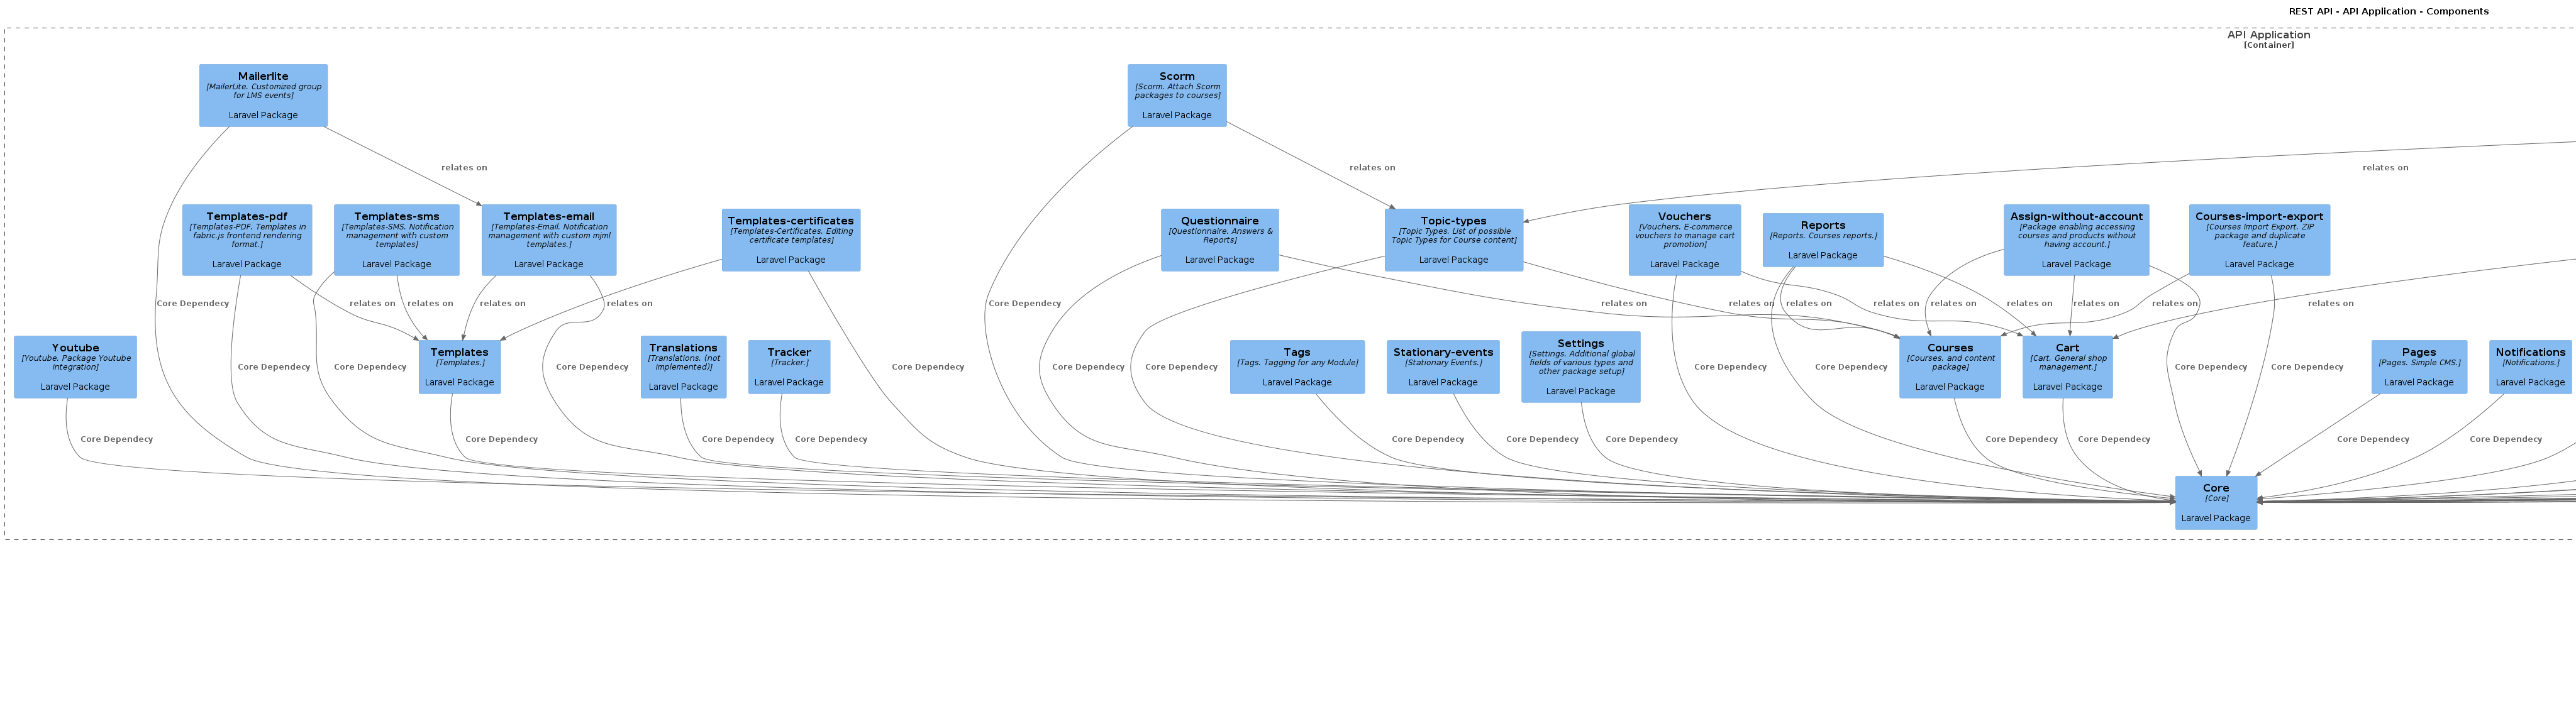 REST API - API Application - Components
API Application
[Container]
Mailerlite
[MailerLite. Customized group
for LMS events]
Laravel Package
Scorm
[Scorm. Attach Scorm
packages to courses]
Laravel Package
relates on
relates on
relates on
Templates-pdf
[Templates-PDF. Templates in
fabric.js frontend rendering
format.]
Laravel Package
Templates-sms
[Templates-SMS. Notification
management with custom
templates]
Laravel Package
Templates-email
[Templates-Email. Notification
management with custom mjml
templates.]
Laravel Package
Templates-certificates
[Templates-Certificates. Editing
certificate templates]
Laravel Package
Questionnaire
[Questionnaire. Answers &
Reports]
Laravel Package
Topic-types
[Topic Types. List of possible
Topic Types for Course content]
Laravel Package
Vouchers
[Vouchers. E-commerce
vouchers to manage cart
promotion]
Laravel Package
Reports
[Reports. Courses reports.]
Laravel Package
Assign-without-account
[Package enabling accessing
courses and products without
having account.]
Laravel Package
Courses-import-export
[Courses Import Export. ZIP
package and duplicate
feature.]
Laravel Package
Core Dependecy
relates on
relates on
relates on
relates on
Core Dependecy
relates on
relates on
relates on
relates on
relates on
relates on
relates on
relates on
relates on
Youtube
[Youtube. Package Youtube
integration]
Laravel Package
Core Dependecy
Core Dependecy
Templates
[Templates.]
Laravel Package
Core Dependecy
Translations
[Translations. (not
implemented)]
Laravel Package
Tracker
[Tracker.]
Laravel Package
Core Dependecy
Core Dependecy
Core Dependecy
Tags
[Tags. Tagging for any Module]
Laravel Package
Stationary-events
[Stationary Events.]
Laravel Package
Settings
[Settings. Additional global
fields of various types and
other package setup]
Laravel Package
Core Dependecy
Core Dependecy
Courses
[Courses. and content
package]
Laravel Package
Cart
[Cart. General shop
management.]
Laravel Package
Core Dependecy
Core Dependecy
Pages
[Pages. Simple CMS.]
Laravel Package
Notifications
[Notifications.]
Laravel Package
Core Dependecy
Core Dependecy
Core Dependecy
Core Dependecy
Core Dependecy
Core Dependecy
Core Dependecy
Core Dependecy
Core Dependecy
Core Dependecy
Core Dependecy
Core
[Core]
Laravel Package